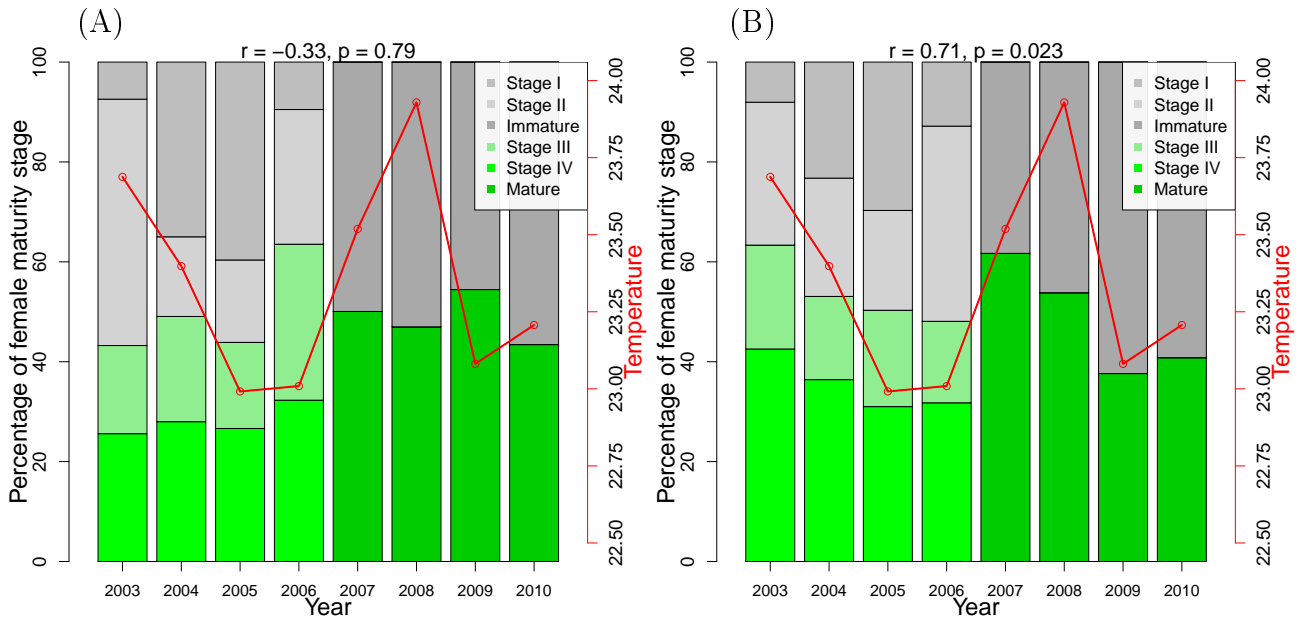 (A)
r = −0.33, p = 0.79
Percentage of female maturity stage
100
80
60
40
20
0
Stage I
Stage II
Immature
Stage III
Stage IV
Mature
24.00
23.75
23.50
23.25
23.00
22.75
22.50
Temperature
2003 2004 2005 2006 2007 2008 2009 2010
Year
(B)
r = 0.71, p = 0.023
Percentage of female maturity stage
100
80
60
40
20
0
Stage I
Stage II
Immature
Stage III
Stage IV
Mature
24.00
23.75
23.50
23.25
23.00
22.75
22.50
Temperature
2003 2004 2005 2006 2007 2008 2009 2010
Year